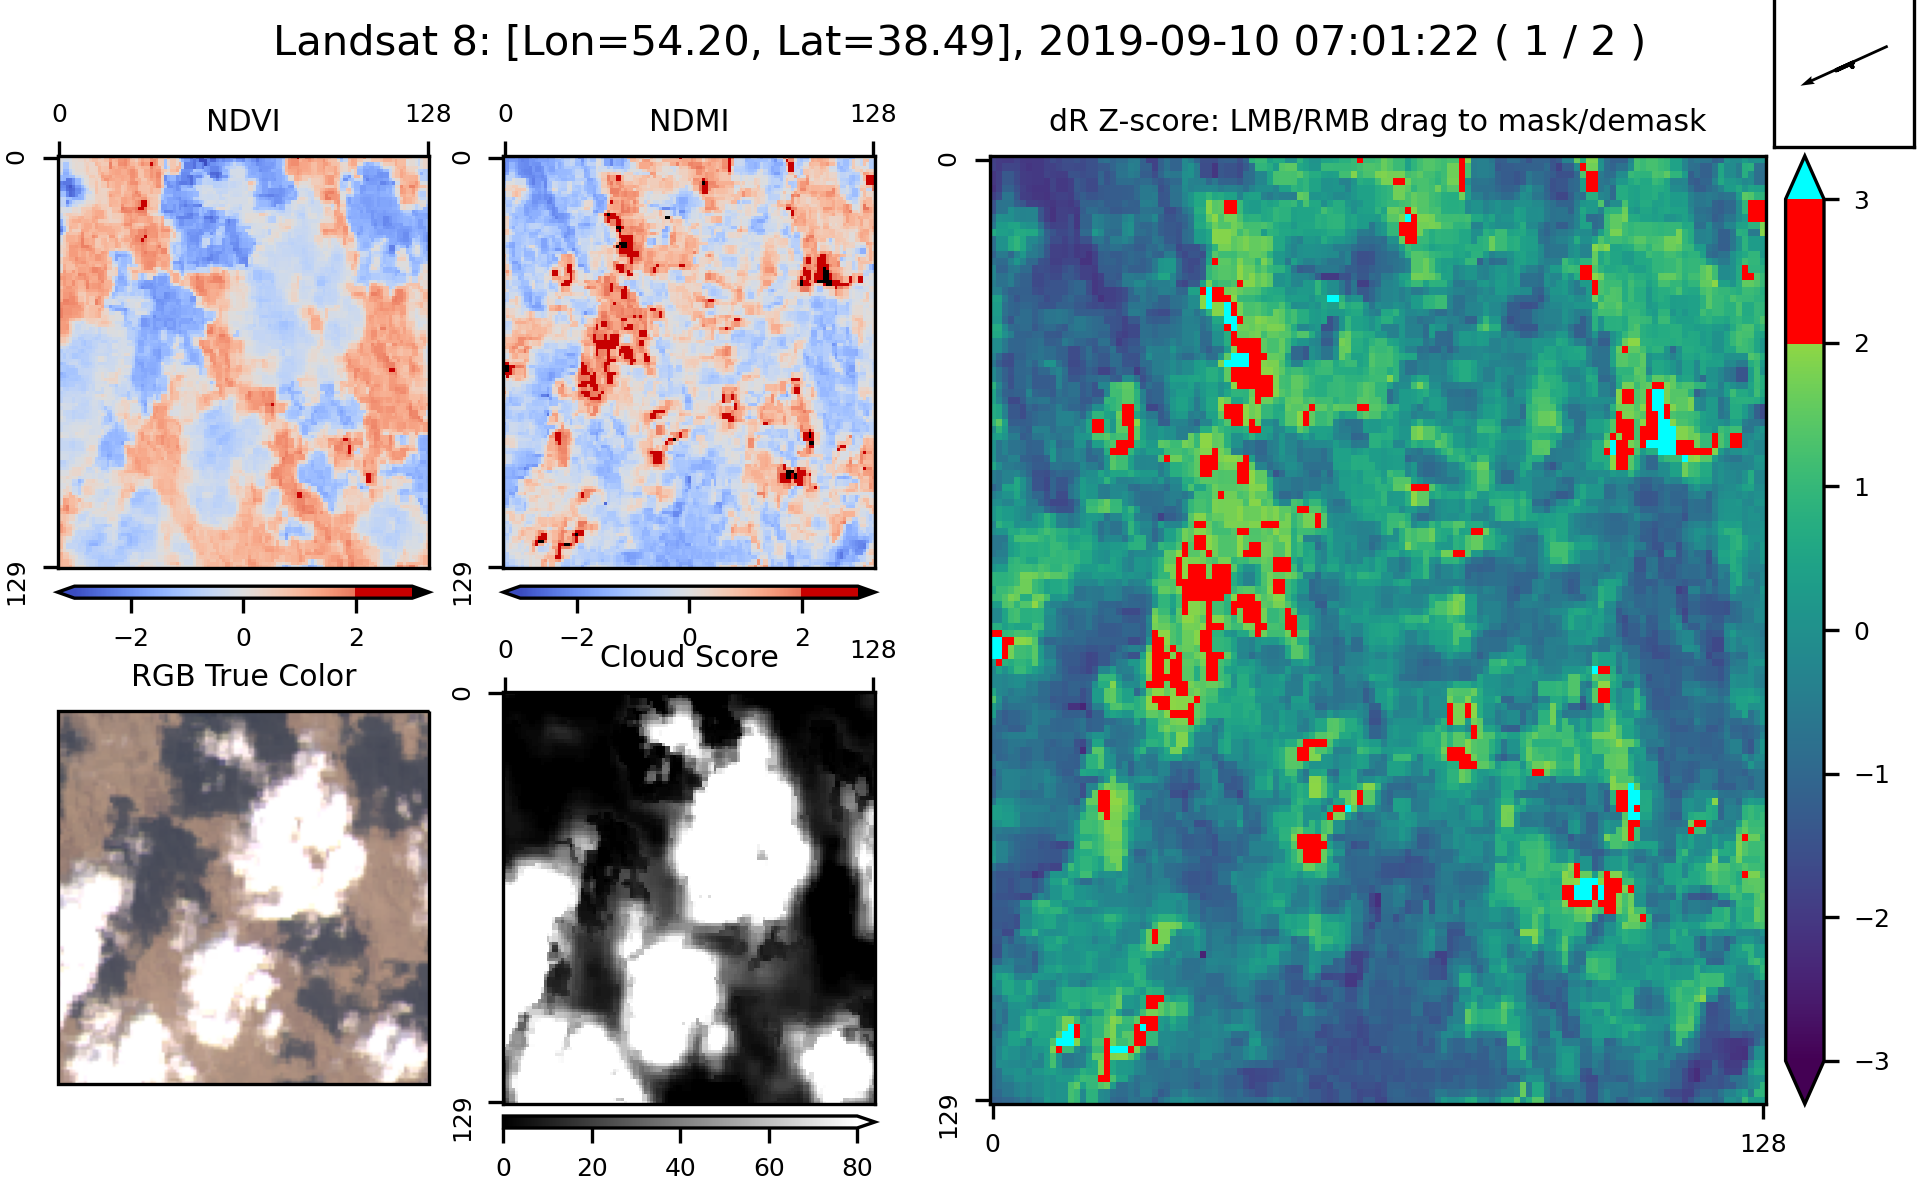 Landsat 8: [Lon=54.20, Lat=38.49], 2019-09-10 07:01:22 ( 1 / 2 )
NDVI
0 128
0
129
−2 0 2
NDMI
0 128
0
129
−2 0 2
dR Z-score: LMB/RMB drag to mask/demask
0
129
0 128
3
2
1
0
−1
−2
−3
RGB True Color
Cloud Score
0 128
0
129
0 20 40 60 80